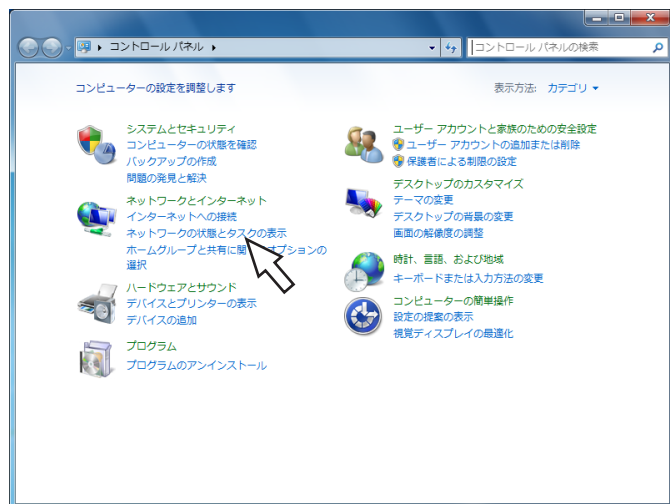 コントロール パネル
コントロール パネルの検索
コンピューターの設定を調整します
表示方法: カテゴリ
システムとセキュリティ
コンピューターの状態を確認
バックアップの作成
問題の発見と解決
ネットワークとインターネット
インターネットへの接続
ネットワークの状態とタスクの表示
ホームグループと共有に関 オプションの
選択
ハードウェアとサウンド
デバイスとプリンターの表示
デバイスの追加
プログラム
プログラムのアンインストール
ユーザー アカウントと家族のための安全設定
ユーザー アカウントの追加または削除
保護者による制限の設定
デスクトップのカスタマイズ
テーマの変更
デスクトップの背景の変更
画面の解像度の調整
時計、言語、および地域
キーボードまたは入力方法の変更
コンピューターの簡単操作
設定の提案の表示
視覚ディスプレイの最適化